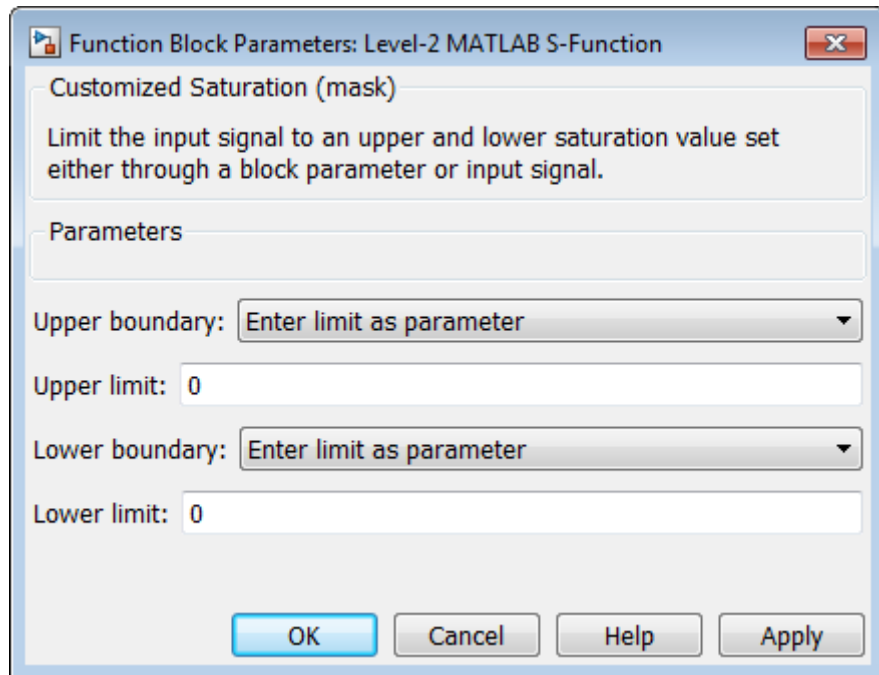 Function Block Parameters: Level-2 MATLAB S-Function
Customized Saturation (mask)
Limit the input signal to an upper and lower saturation value set
either through a block parameter or input signal.
Parameters
Upper boundary: Enter limit as parameter
Upper limit: 0
Lower boundary: Enter limit as parameter
Lower limit: 0
OK Cancel Help Apply